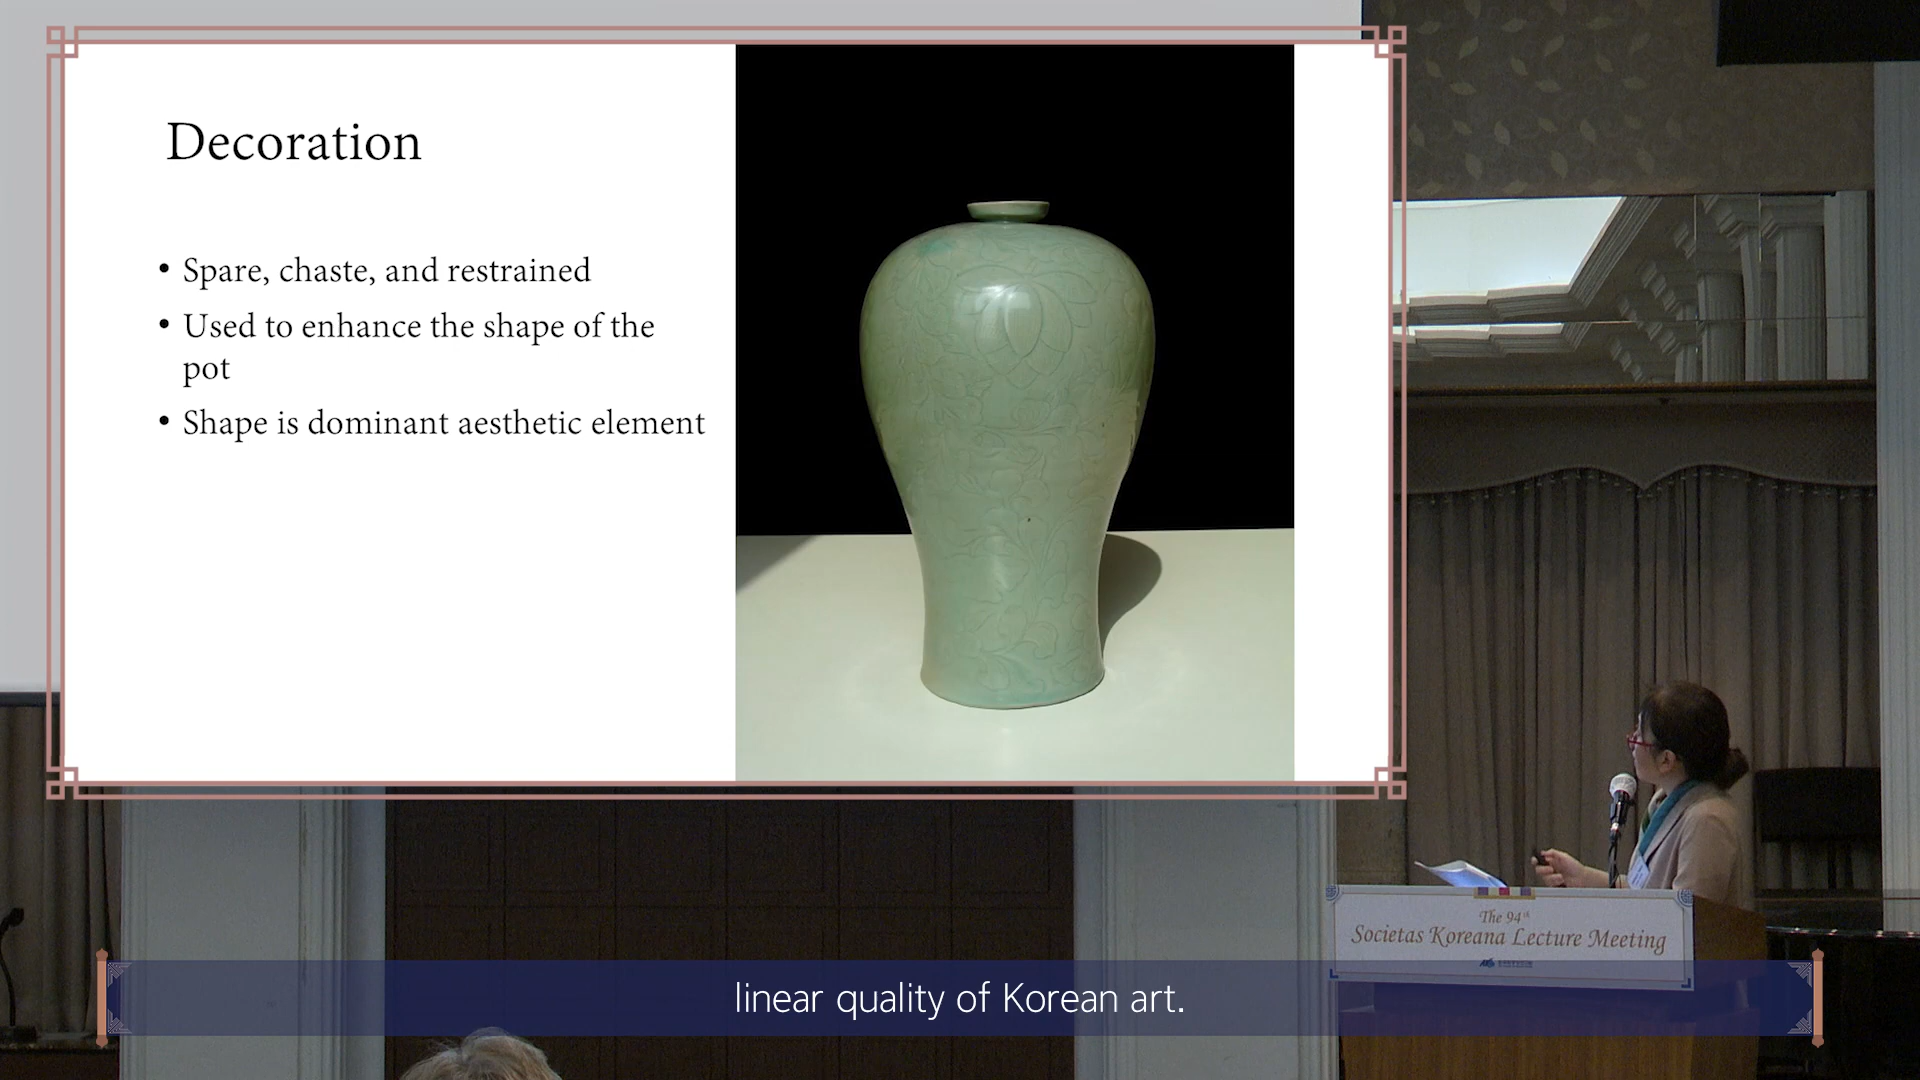 Decoration
• Spare, chaste, and restrained
• Used to enhance the shape of the
pot
• Shape is dominant aesthetic element
The 94th
Societas Koreana Lecture Meeting
linear quality of Korean art.